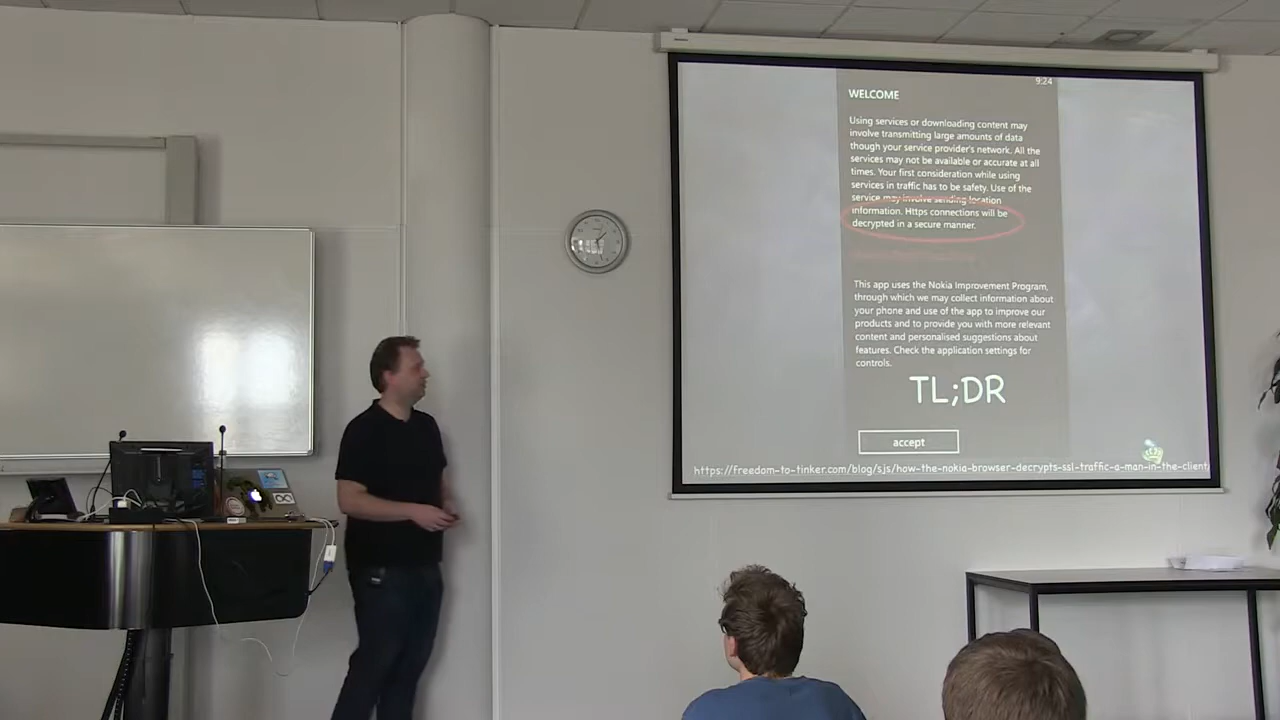 9:24
WELCOME
Using services or downloading content may
involve transmitting large amounts of data
though your service provider's network. All the
services may not be available or accurate at all
times. Your first consideration while using
services in traffic has to be safety. Use of the
service may involve sending location
information. Https connections will be
decrypted in a secure manner.
This app uses the Nokia Improvement Program,
through which we may collect information about
your phone and use of the app to improve our
products and to provide you with more relevant
content and personalised suggestions about
features. Check the application settings for
controls.
TL;DR
accept
https://freedom-to-tinker.com/blog/sjs/how-the-nokia-browser-decrypts-ssl-traffic-a-man-in-the-client/